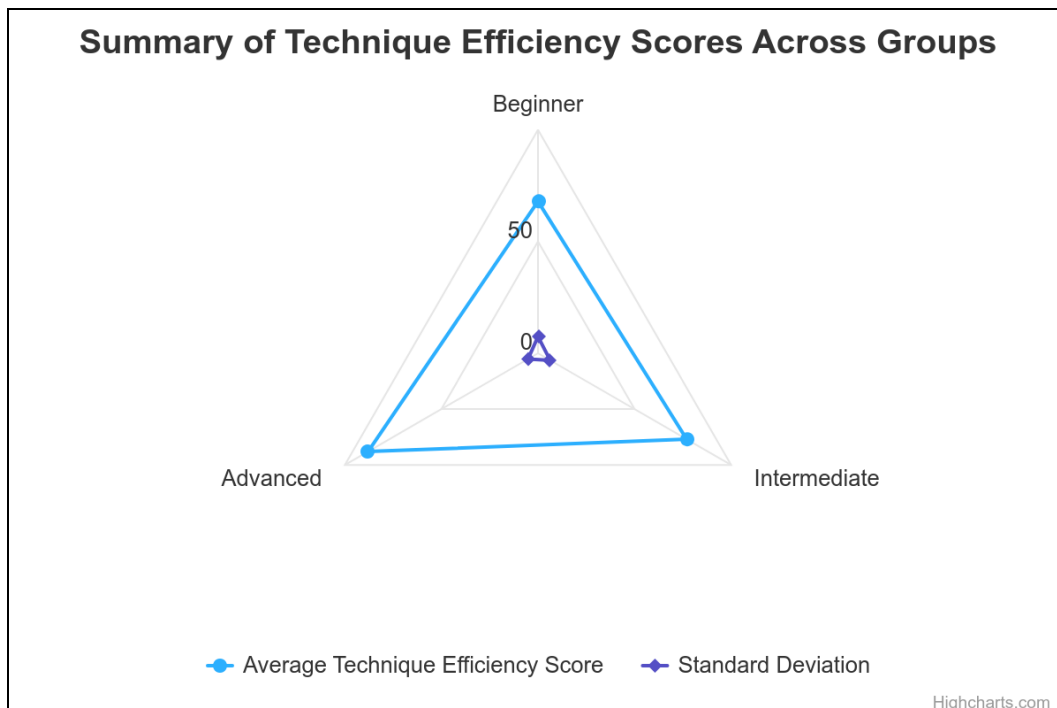 Summary of Technique Efficiency Scores Across Groups
Beginner
50
0
Advanced
Intermediate
Average Technique Efficiency Score
Standard Deviation
Highcharts.com